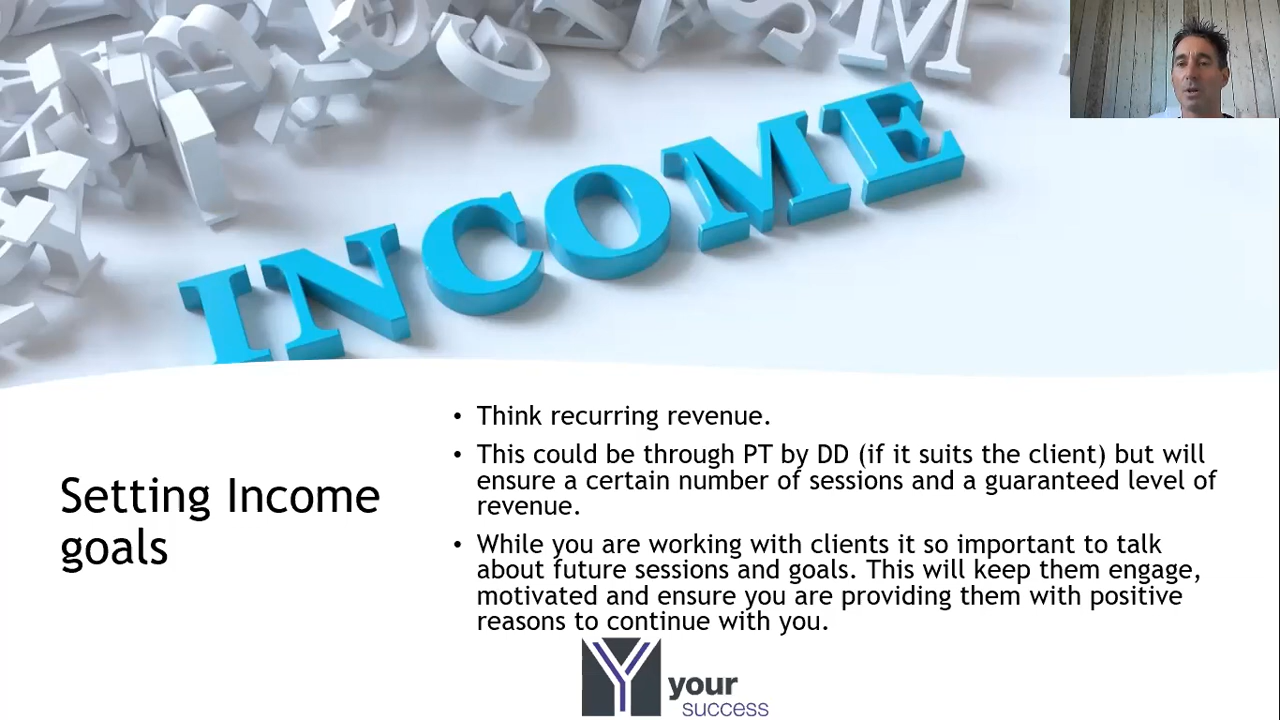 INCOME
Setting Income
goals
• Think recurring revenue.
• This could be through PT by DD (if it suits the client) but will
ensure a certain number of sessions and a guaranteed level of
revenue.
• While you are working with clients it so important to talk
about future sessions and goals. This will keep them engage,
motivated and ensure you are providing them with positive
reasons to continue with you.
Y your
success